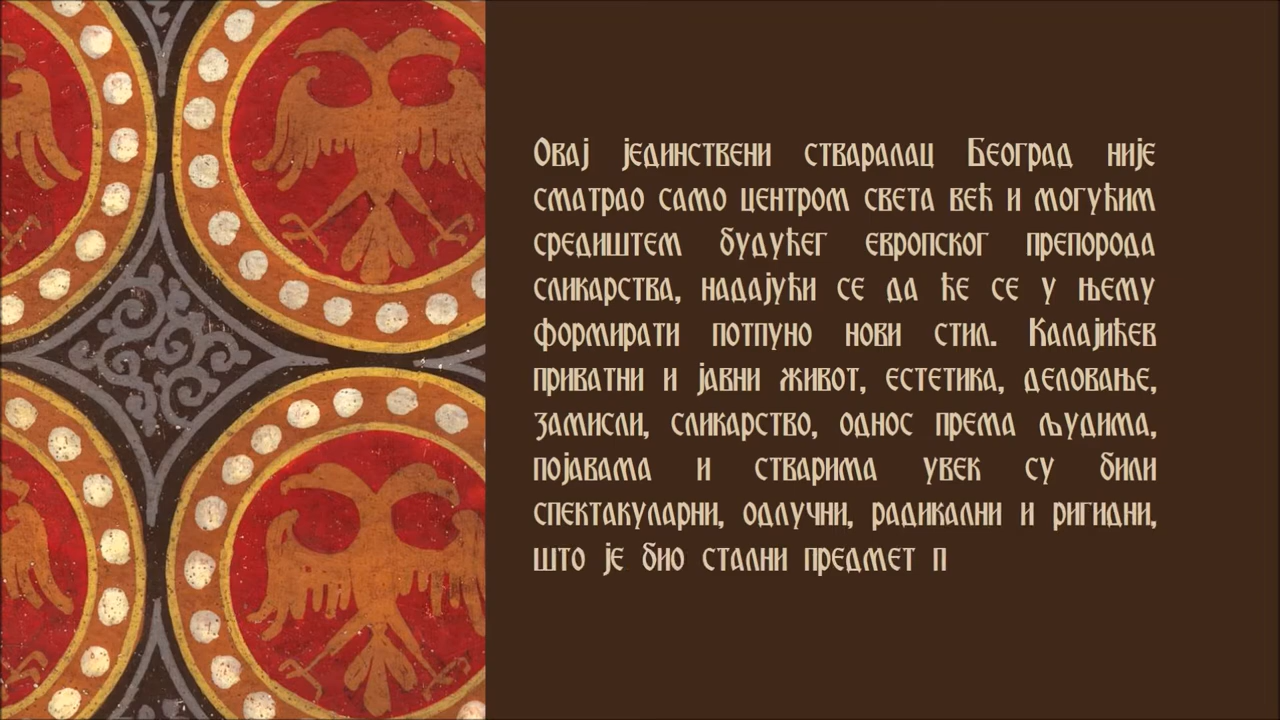 Овај јединствени стваралац Београд није
сматрао само центром света већ и могућим
средиштем будућег европског препорода
сликарства, надајући се да ће се у њему
формирати потпуно нови стил. Калајићев
приватни и јавни живот, естетика, деловање,
замисли, сликарство, однос према људима,
појавама и стварима увек су били
спектакуларни, одлучни, радикални и ригидни,
што је био стални предмет п